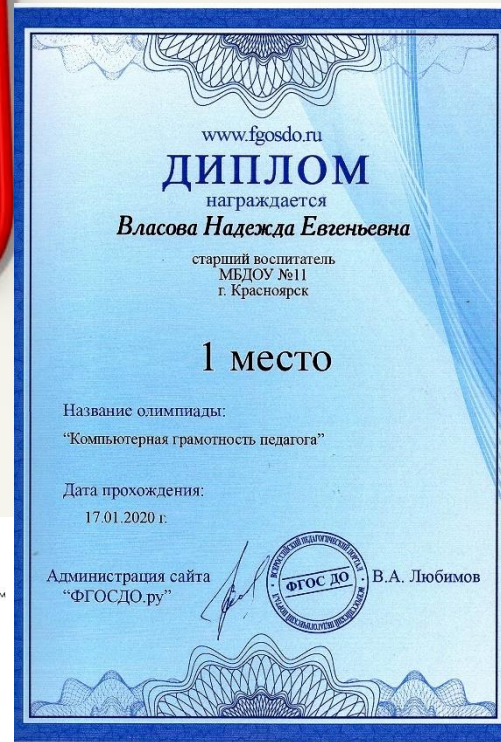 www.fgosdo.ru
ДИПЛОМ
награждается
Власова Надежда Евгеньевна
старший воспитатель
МБДОУ №11
г. Красноярск
1 место
Название олимпиады:
“Компьютерная грамотность педагога”
Дата прохождения:
17.01.2020 г.
Администрация сайта
“ФГОСДО.ру”
ФГОС ДО
В.А. Любимов